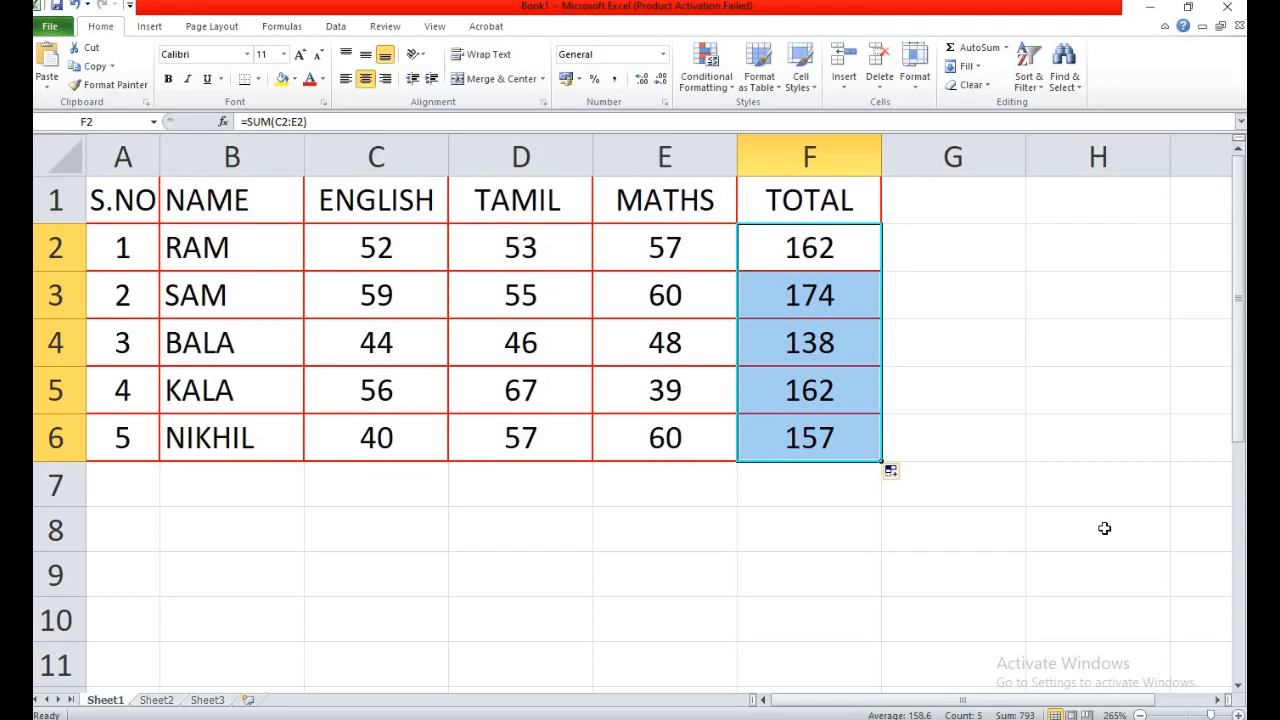 Book1 - Microsoft Excel (Product Activation Failed)
File Home Insert Page Layout Formulas Data Review View Acrobat
Paste
Cut
Copy
Format Painter
Clipboard
Calibri 11
B I U A
Font
Wrap Text
Merge & Center
Alignment
General
% ,
Number
Conditional Formatting
Format as Table
Cell Styles
Styles
Insert Delete Format
Cells
Σ AutoSum
Fill
Clear
Sort & Filter
Find & Select
Editing
F2 fx =SUM(C2:E2)
A B C D E F G H
1 S.NO NAME ENGLISH TAMIL MATHS TOTAL
2 1 RAM 52 53 57 162
3 2 SAM 59 55 60 174
4 3 BALA 44 46 48 138
5 4 KALA 56 67 39 162
6 5 NIKHIL 40 57 60 157
7
8
9
10
11
Activate Windows
Go to Settings to activate Windows.
Sheet1 Sheet2 Sheet3
Ready Average: 158.6 Count: 5 Sum: 793 265%